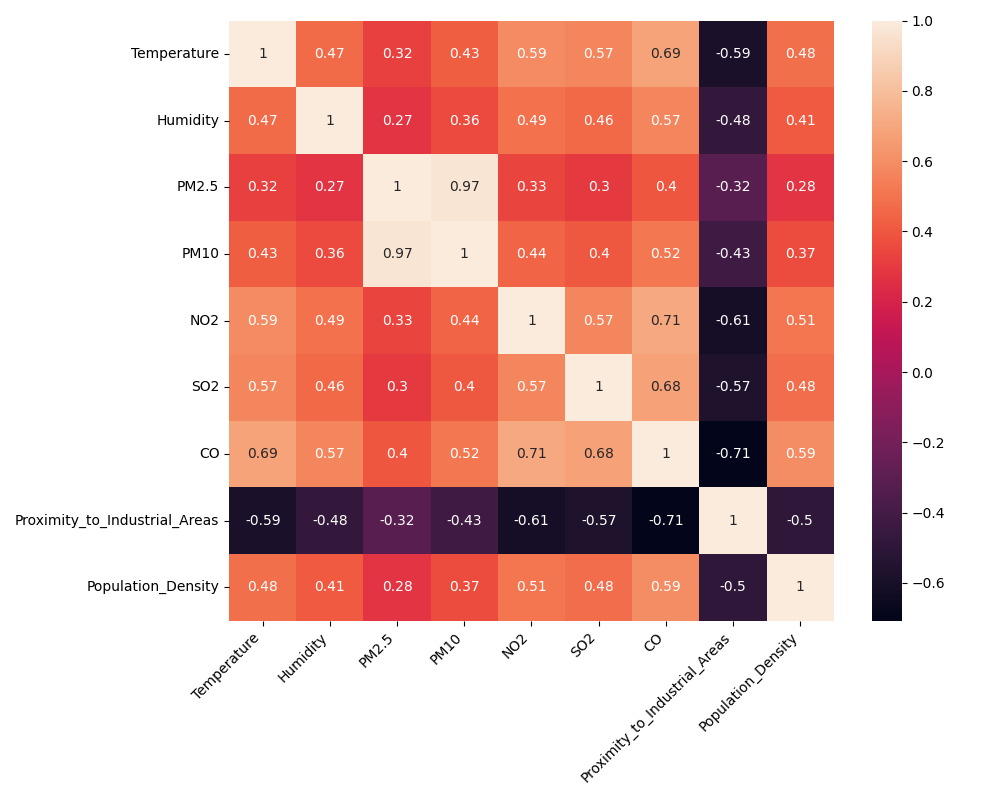 Temperature 1 0.47 0.32 0.43 0.59 0.57 0.69 -0.59 0.48
Humidity 0.47 1 0.27 0.36 0.49 0.46 0.57 -0.48 0.41
PM2.5 0.32 0.27 1 0.97 0.33 0.3 0.4 -0.32 0.28
PM10 0.43 0.36 0.97 1 0.44 0.4 0.52 -0.43 0.37
NO2 0.59 0.49 0.33 0.44 1 0.57 0.71 -0.61 0.51
SO2 0.57 0.46 0.3 0.4 0.57 1 0.68 -0.57 0.48
CO 0.69 0.57 0.4 0.52 0.71 0.68 1 -0.71 0.59
Proximity_to_Industrial_Areas -0.59 -0.48 -0.32 -0.43 -0.61 -0.57 -0.71 1 -0.5
Population_Density 0.48 0.41 0.28 0.37 0.51 0.48 0.59 -0.5 1
Temperature
Humidity
PM2.5
PM10
NO2
SO2
CO
Proximity_to_Industrial_Areas
Population_Density
1.0
0.8
0.6
0.4
0.2
0.0
−0.2
−0.4
−0.6